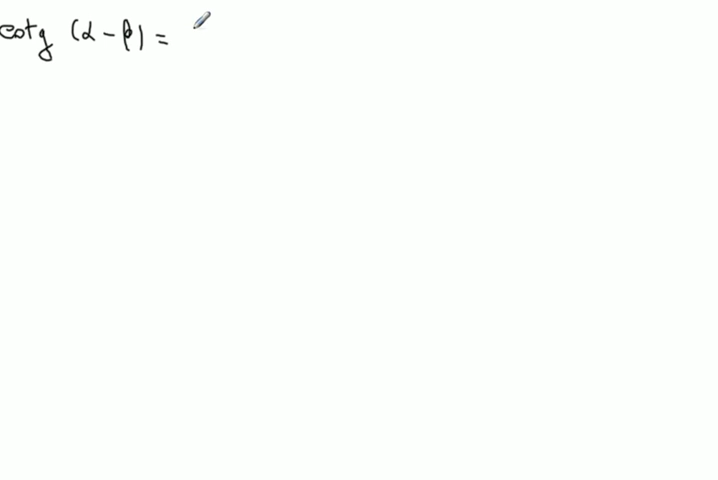 cotg (α - β) =